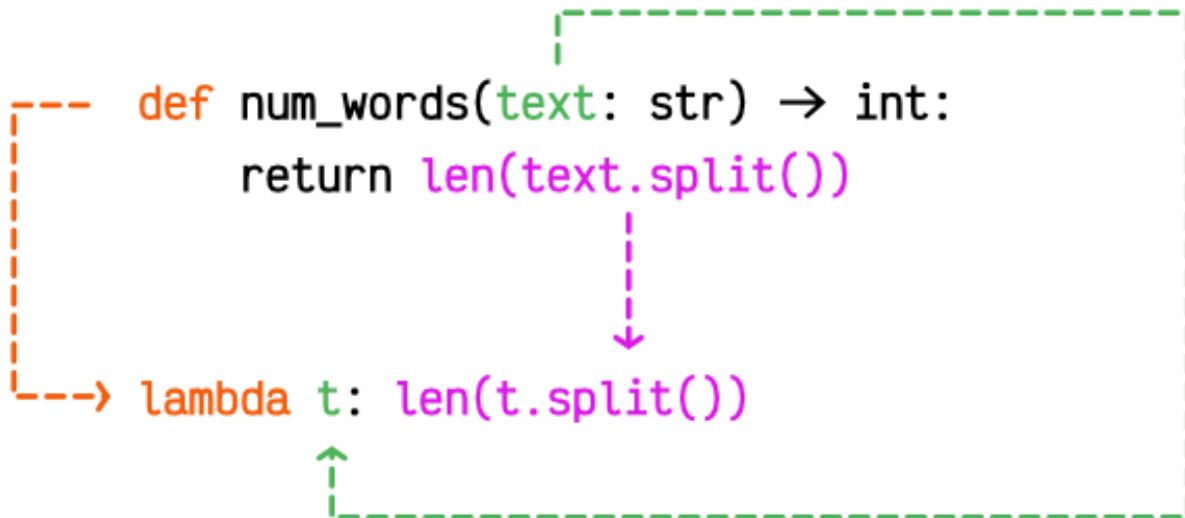 def num_words(text: str) → int:
return len(text.split())
lambda t: len(t.split())